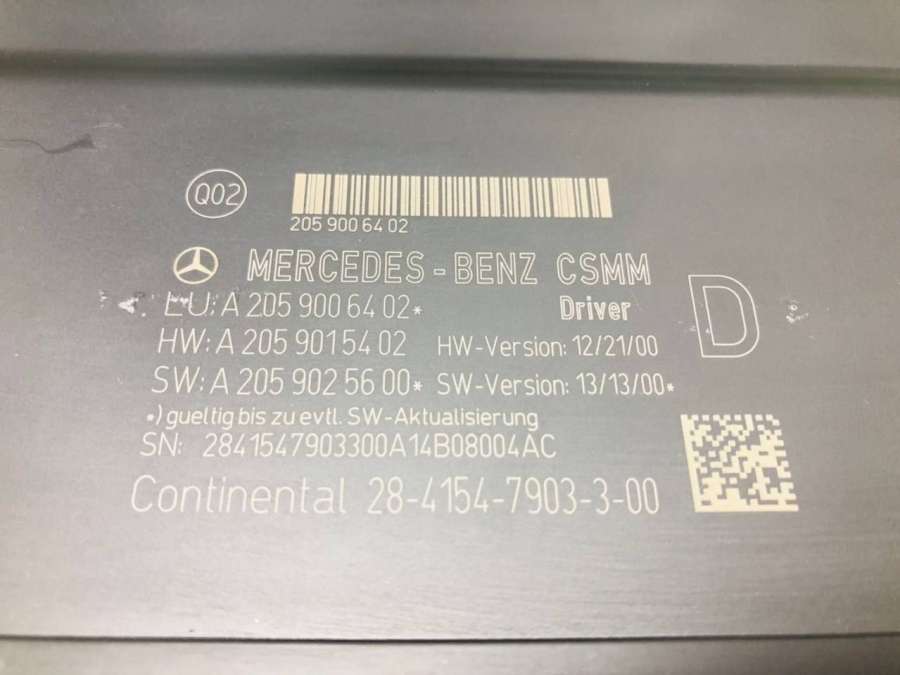 Q02
205 900 64 02
MERCEDES-BENZ CSMM
EU: A 205 900 64 02* Driver
D
HW: A 205 901 54 02 HW-Version: 12/21/00
SW: A 205 902 56 00* SW-Version: 13/13/00*
*) gueltig bis zu evtl. SW-Aktualisierung
SN: 2841547903300A14B08004AC
Continental 28-4154-7903-3-00